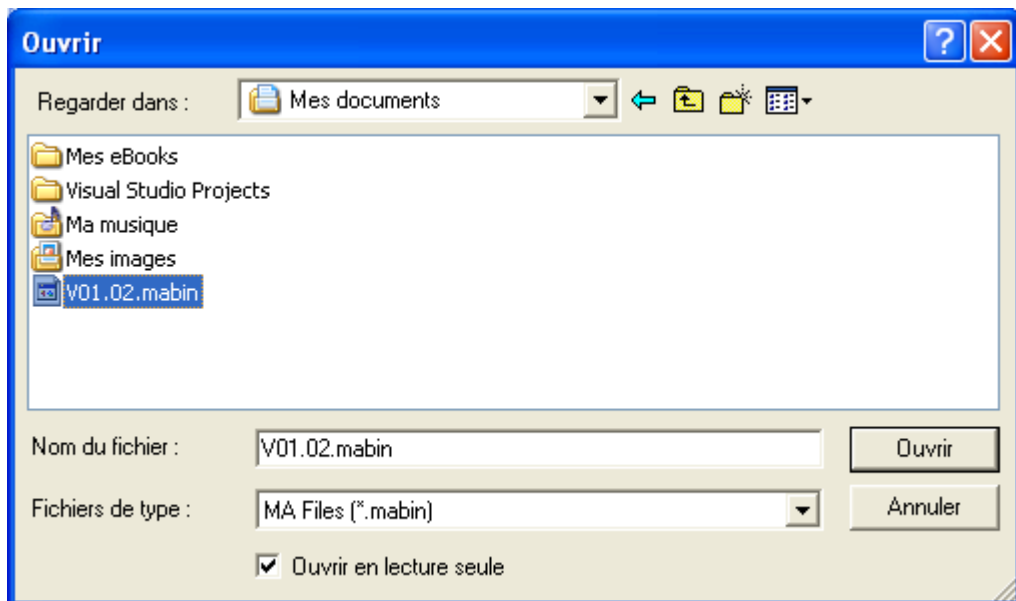 Ouvrir
Regarder dans : Mes documents
Mes eBooks
Visual Studio Projects
Ma musique
Mes images
V01.02.mabin
Nom du fichier : V01.02.mabin Ouvrir
Fichiers de type : MA Files (*.mabin) Annuler
Ouvrir en lecture seule